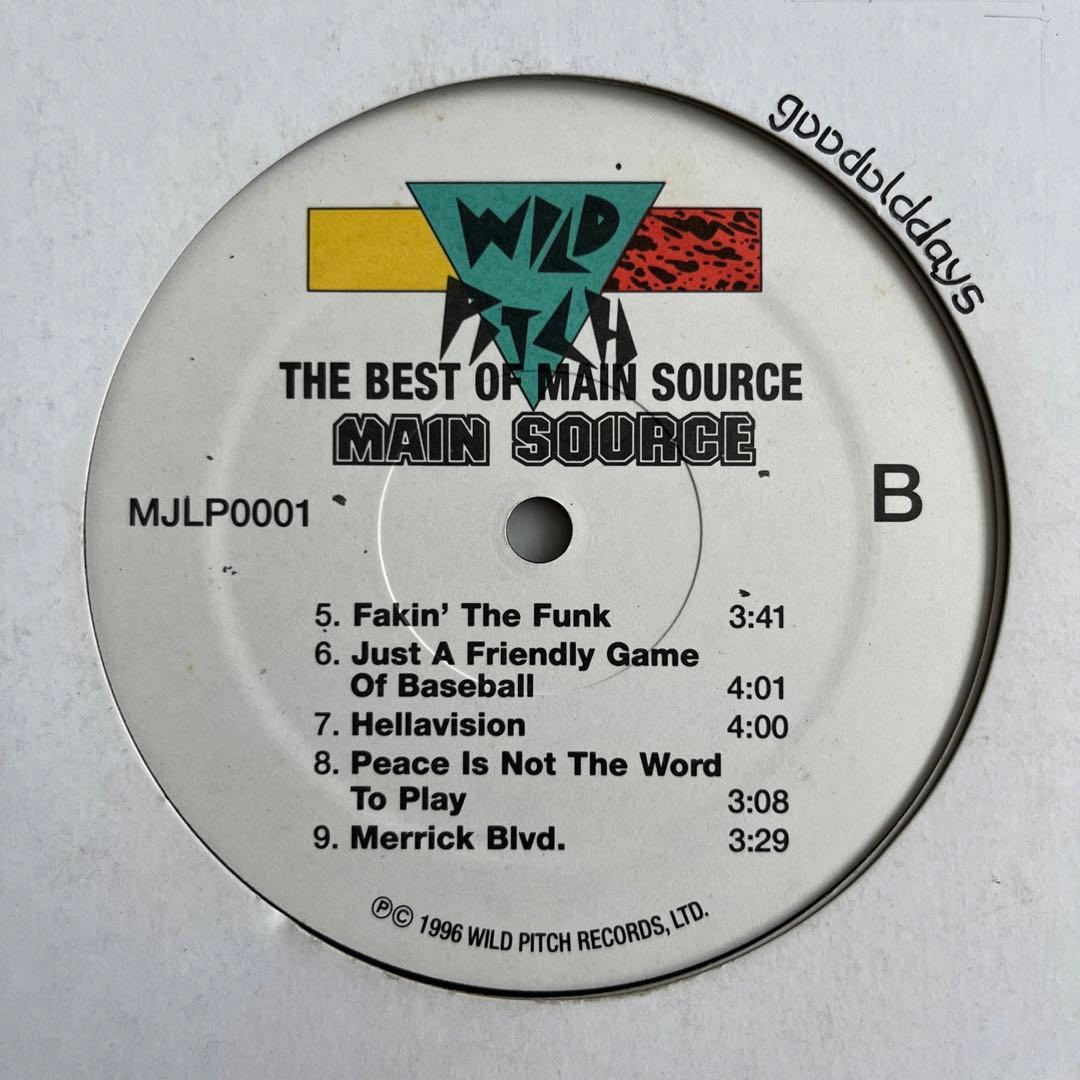 goodolddays
WILD
PITCH
THE BEST OF MAIN SOURCE
MAIN SOURCE
MJLP0001
B
5. Fakin' The Funk 3:41
6. Just A Friendly Game
Of Baseball 4:01
7. Hellavision 4:00
8. Peace Is Not The Word
To Play 3:08
9. Merrick Blvd. 3:29
℗© 1996 WILD PITCH RECORDS, LTD.